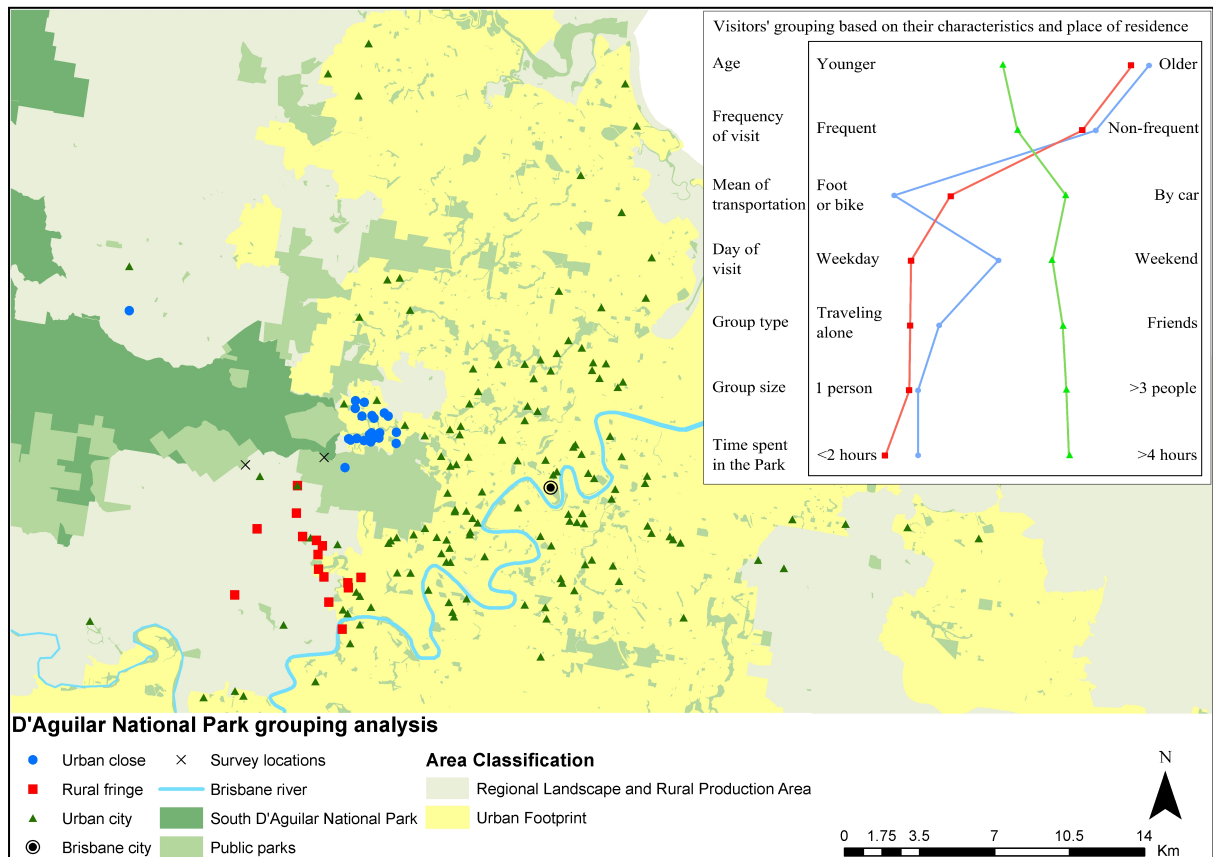 Visitors' grouping based on their characteristics and place of residence
Age
Younger
Older
Frequency
of visit
Frequent
Non-frequent
Mean of
transportation
Foot
or bike
By car
Day of
visit
Weekday
Weekend
Group type
Traveling
alone
Friends
Group size
1 person
>3 people
Time spent
in the Park
<2 hours
>4 hours
D'Aguilar National Park grouping analysis
Urban close
Rural fringe
Urban city
Brisbane city
Survey locations
Brisbane river
South D'Aguilar National Park
Public parks
Area Classification
Regional Landscape and Rural Production Area
Urban Footprint
N
0 1.75 3.5 7 10.5 14
Km